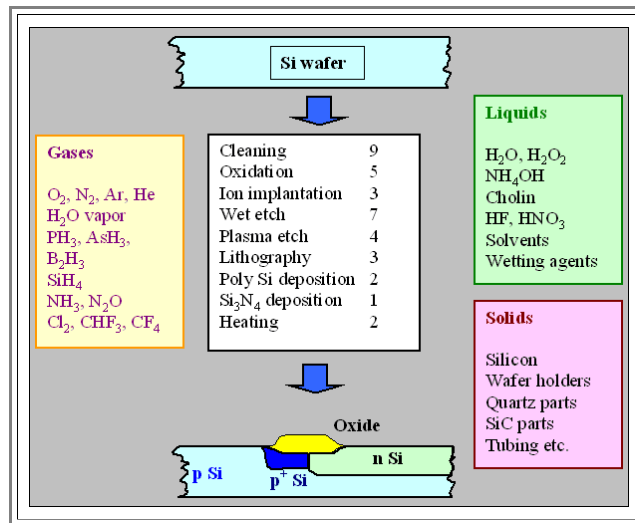 Si wafer
Gases
O₂, N₂, Ar, He
H₂O vapor
PH₃, AsH₃,
B₂H₃
SiH₄
NH₃, N₂O
Cl₂, CHF₃, CF₄
Cleaning 9
Oxidation 5
Ion implantation 3
Wet etch 7
Plasma etch 4
Lithography 3
Poly Si deposition 2
Si₃N₄ deposition 1
Heating 2
Liquids
H₂O, H₂O₂
NH₄OH
Cholin
HF, HNO₃
Solvents
Wetting agents
Solids
Silicon
Wafer holders
Quartz parts
SiC parts
Tubing etc.
Oxide
p Si
p⁺ Si
n Si